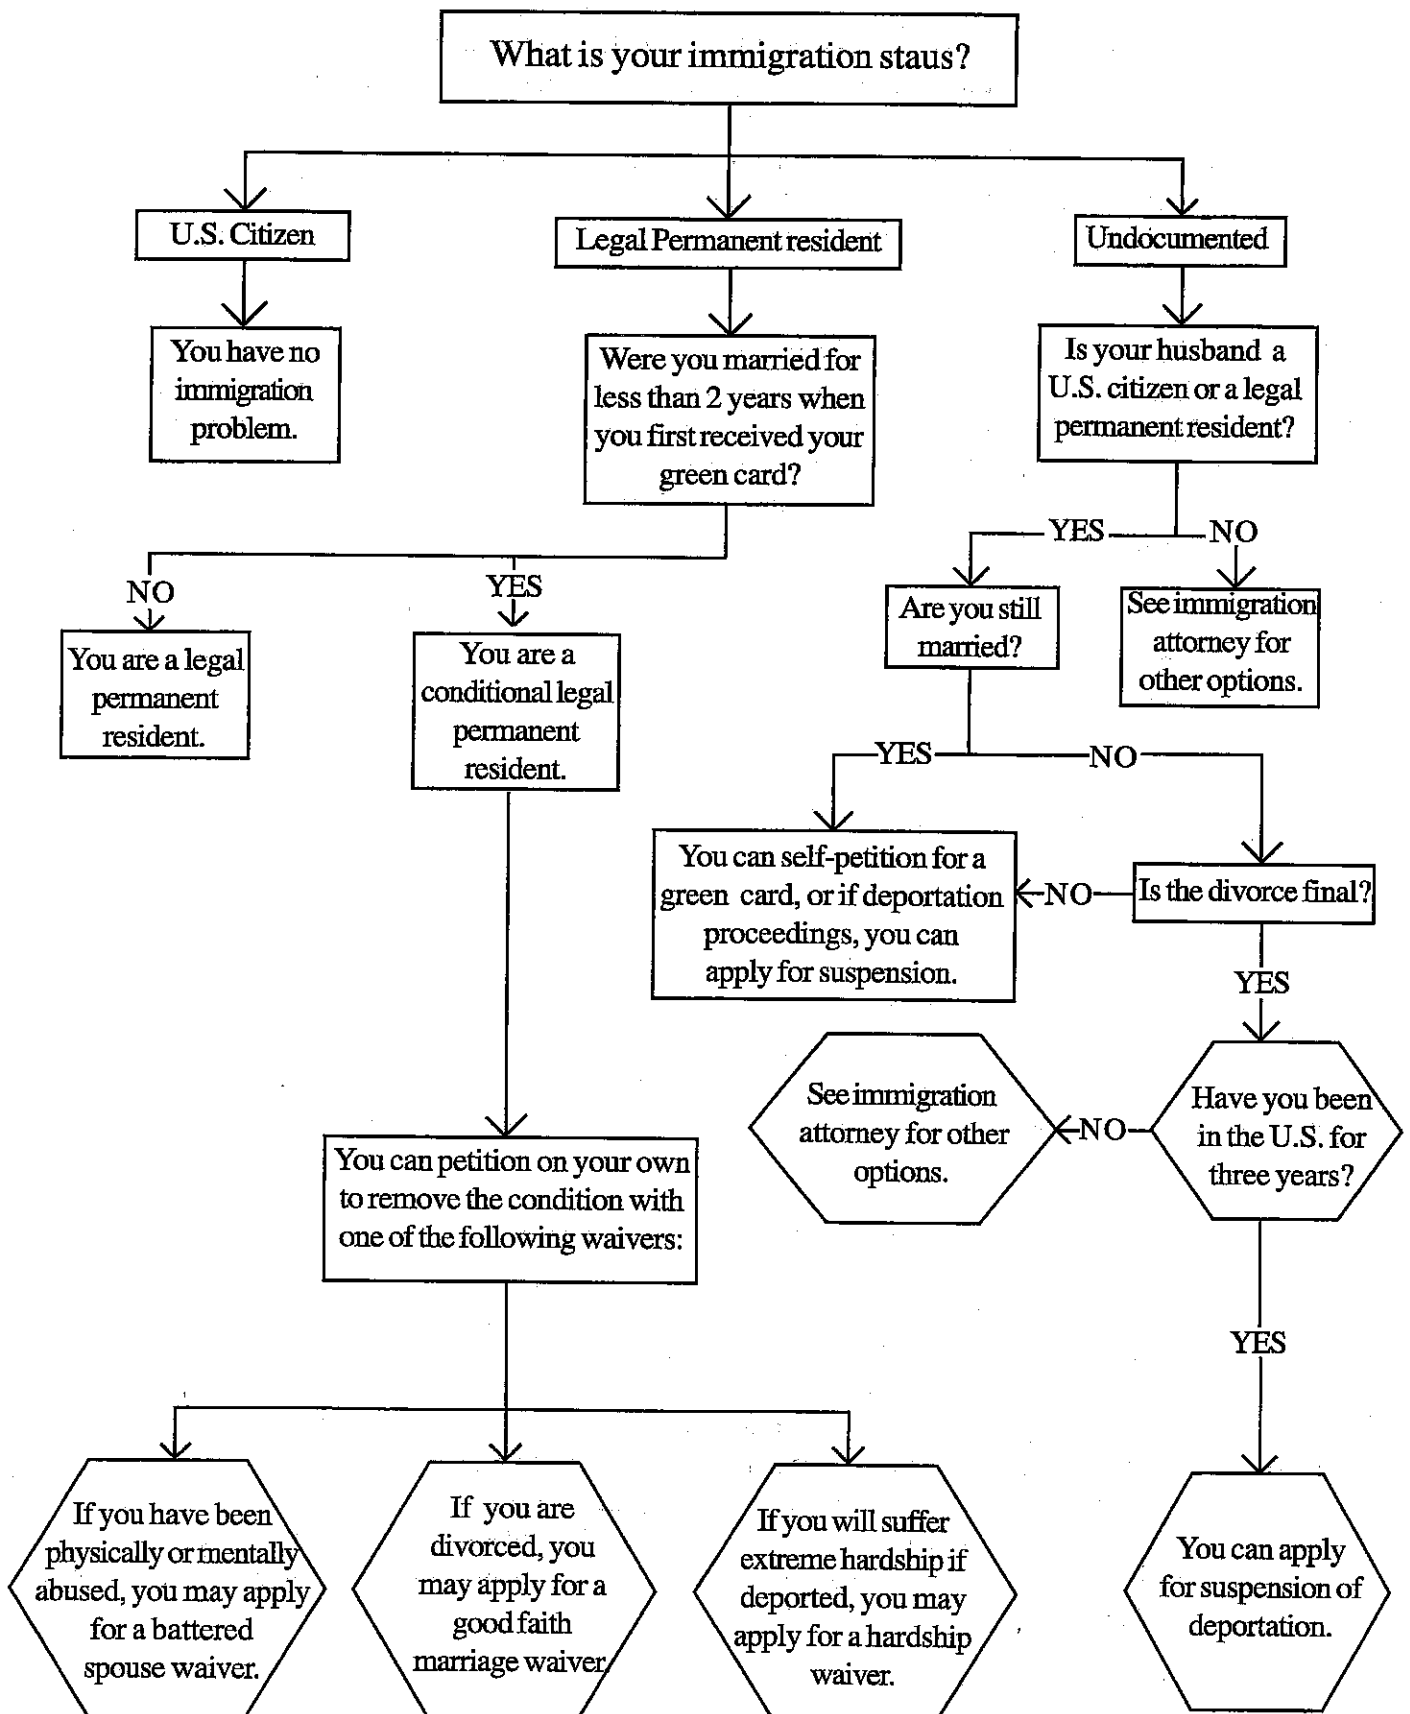 What is your immigration staus?
U.S. Citizen
Legal Permanent resident
Undocumented
You have no
immigration
problem.
Were you married for
less than 2 years when
you first received your
green card?
Is your husband a
U.S. citizen or a legal
permanent resident?
YES
NO
NO
YES
Are you still
married?
See immigration
attorney for
other options.
You are a legal
permanent
resident.
You are a
conditional legal
permanent
resident.
YES
NO
You can self-petition for a
green card, or if deportation
proceedings, you can
apply for suspension.
NO
Is the divorce final?
YES
See immigration
attorney for other
options.
NO
Have you been
in the U.S. for
three years?
You can petition on your own
to remove the condition with
one of the following waivers:
YES
If you have been
physically or mentally
abused, you may apply
for a battered
spouse waiver.
If you are
divorced, you
may apply for a
good faith
marriage waiver.
If you will suffer
extreme hardship if
deported, you may
apply for a hardship
waiver.
You can apply
for suspension of
deportation.